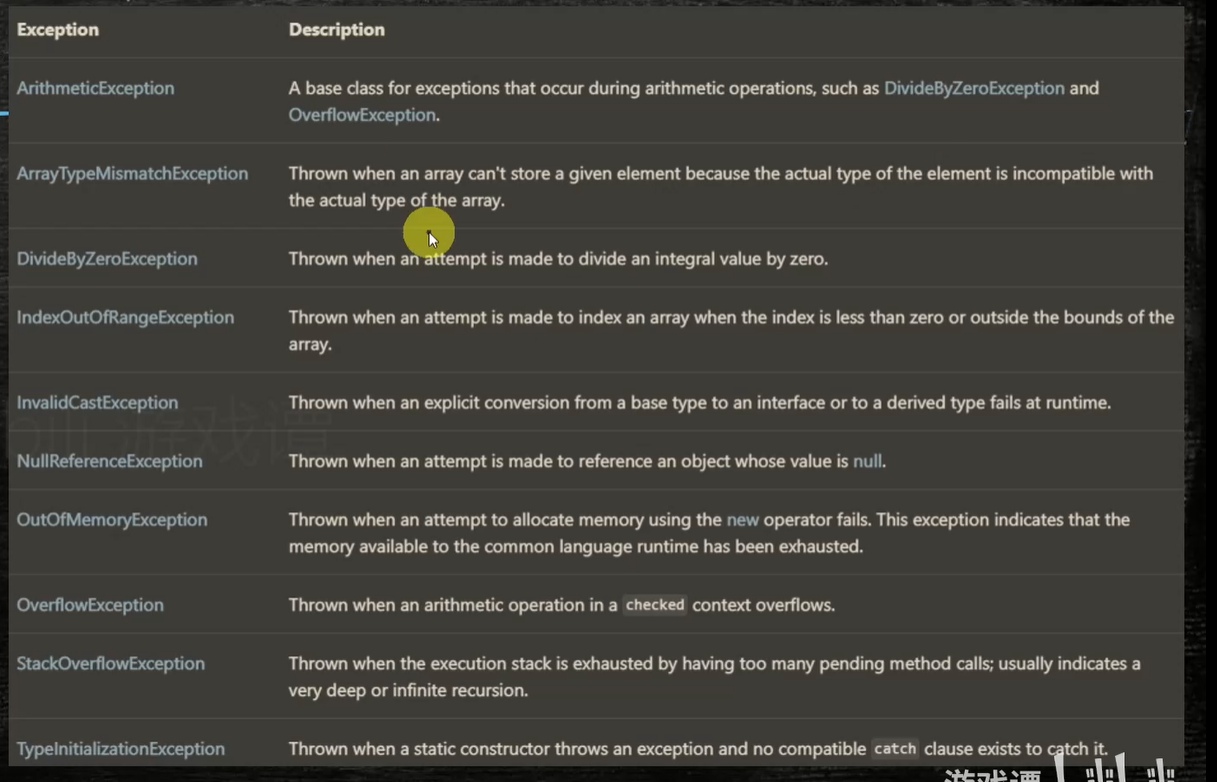 Exception Description
ArithmeticException A base class for exceptions that occur during arithmetic operations, such as DivideByZeroException and
OverflowException.
ArrayTypeMismatchException Thrown when an array can't store a given element because the actual type of the element is incompatible with
the actual type of the array.
DivideByZeroException Thrown when an attempt is made to divide an integral value by zero.
IndexOutOfRangeException Thrown when an attempt is made to index an array when the index is less than zero or outside the bounds of the
array.
InvalidCastException Thrown when an explicit conversion from a base type to an interface or to a derived type fails at runtime.
游戏谭
NullReferenceException Thrown when an attempt is made to reference an object whose value is null.
OutOfMemoryException Thrown when an attempt to allocate memory using the new operator fails. This exception indicates that the
memory available to the common language runtime has been exhausted.
OverflowException Thrown when an arithmetic operation in a checked context overflows.
StackOverflowException Thrown when the execution stack is exhausted by having too many pending method calls; usually indicates a
very deep or infinite recursion.
TypeInitializationException Thrown when a static constructor throws an exception and no compatible catch clause exists to catch it.
游戏谭